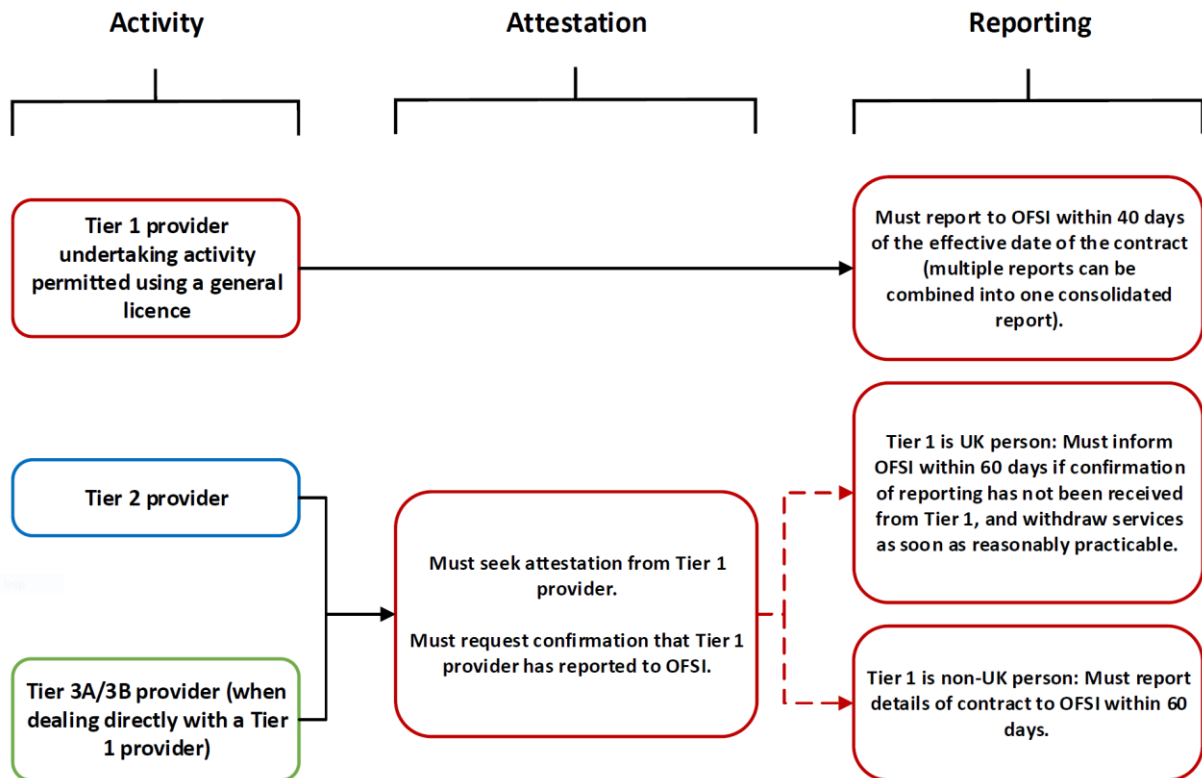 Activity
Attestation
Reporting
Tier 1 provider
undertaking activity
permitted using a general
licence
Must report to OFSI within 40 days
of the effective date of the contract
(multiple reports can be
combined into one consolidated
report).
Tier 2 provider
Tier 3A/3B provider (when
dealing directly with a Tier
1 provider)
Must seek attestation from Tier 1
provider.
Must request confirmation that Tier 1
provider has reported to OFSI.
Tier 1 is UK person: Must inform
OFSI within 60 days if confirmation
of reporting has not been received
from Tier 1, and withdraw services
as soon as reasonably practicable.
Tier 1 is non-UK person: Must report
details of contract to OFSI within 60
days.